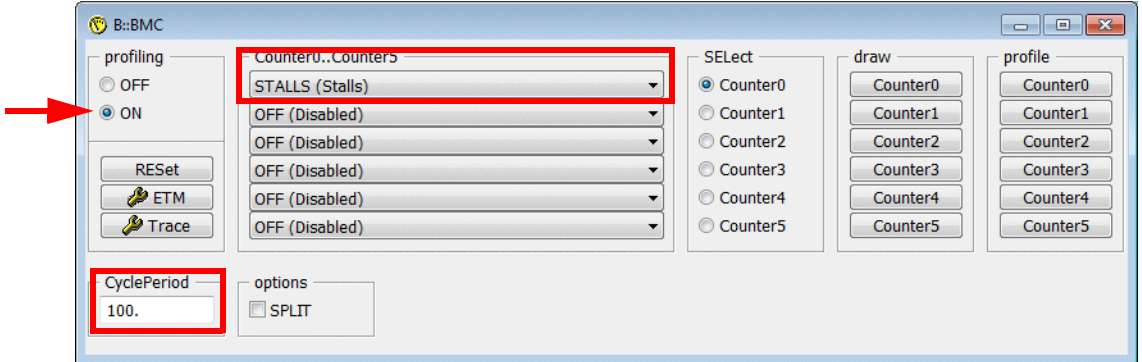 B::BMC
profiling
OFF
ON
RESet
ETM
Trace
Counter0..Counter5
STALLS (Stalls)
OFF (Disabled)
OFF (Disabled)
OFF (Disabled)
OFF (Disabled)
OFF (Disabled)
SELect
Counter0
Counter1
Counter2
Counter3
Counter4
Counter5
draw
Counter0
Counter1
Counter2
Counter3
Counter4
Counter5
profile
Counter0
Counter1
Counter2
Counter3
Counter4
Counter5
CyclePeriod
100.
options
SPLIT